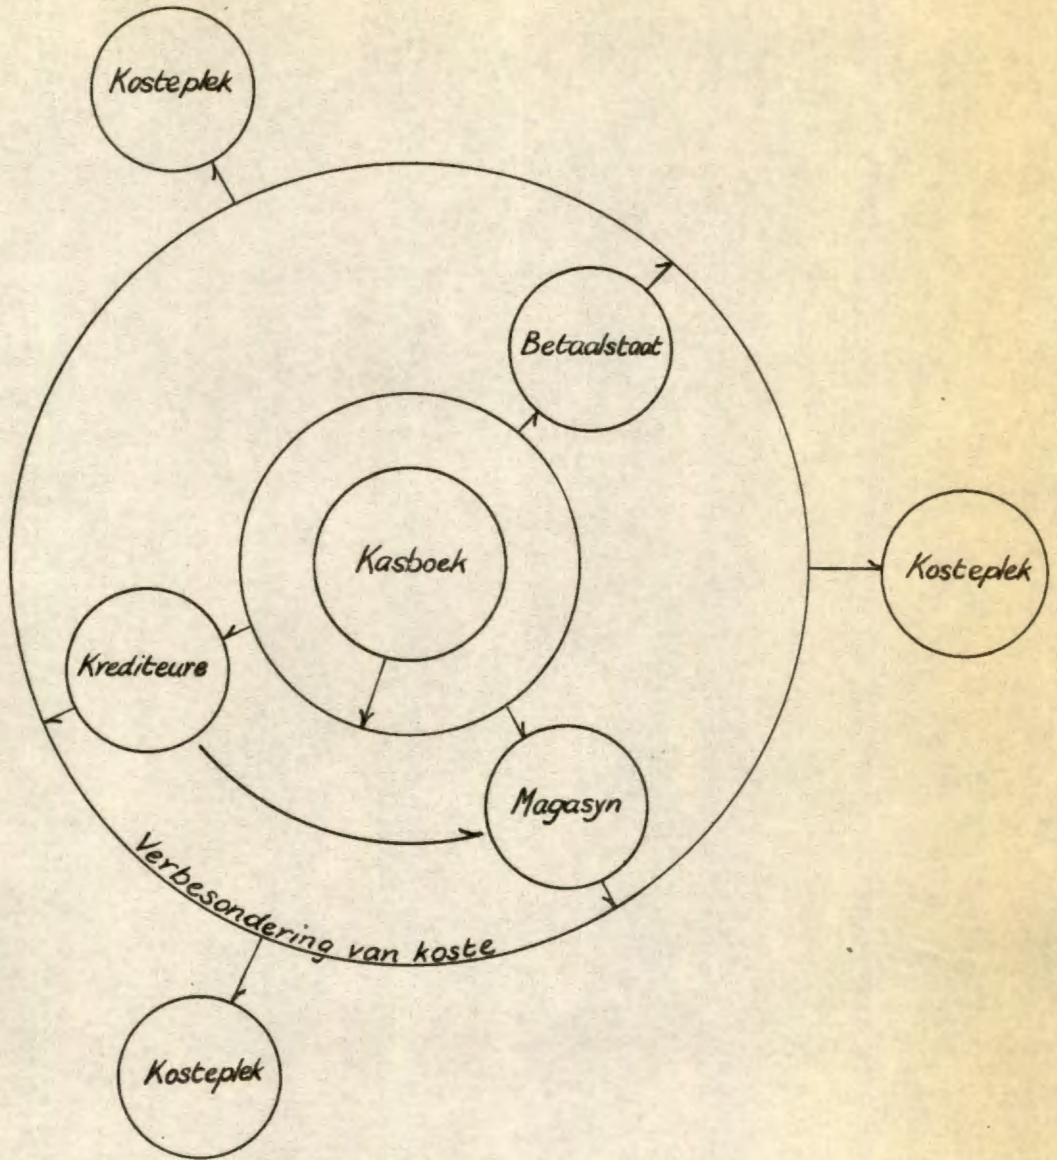 Kosteplek
Betaalstaat
Kasboek
Kosteplek
Krediteure
Magasyn
Verbesondering van koste
Kosteplek